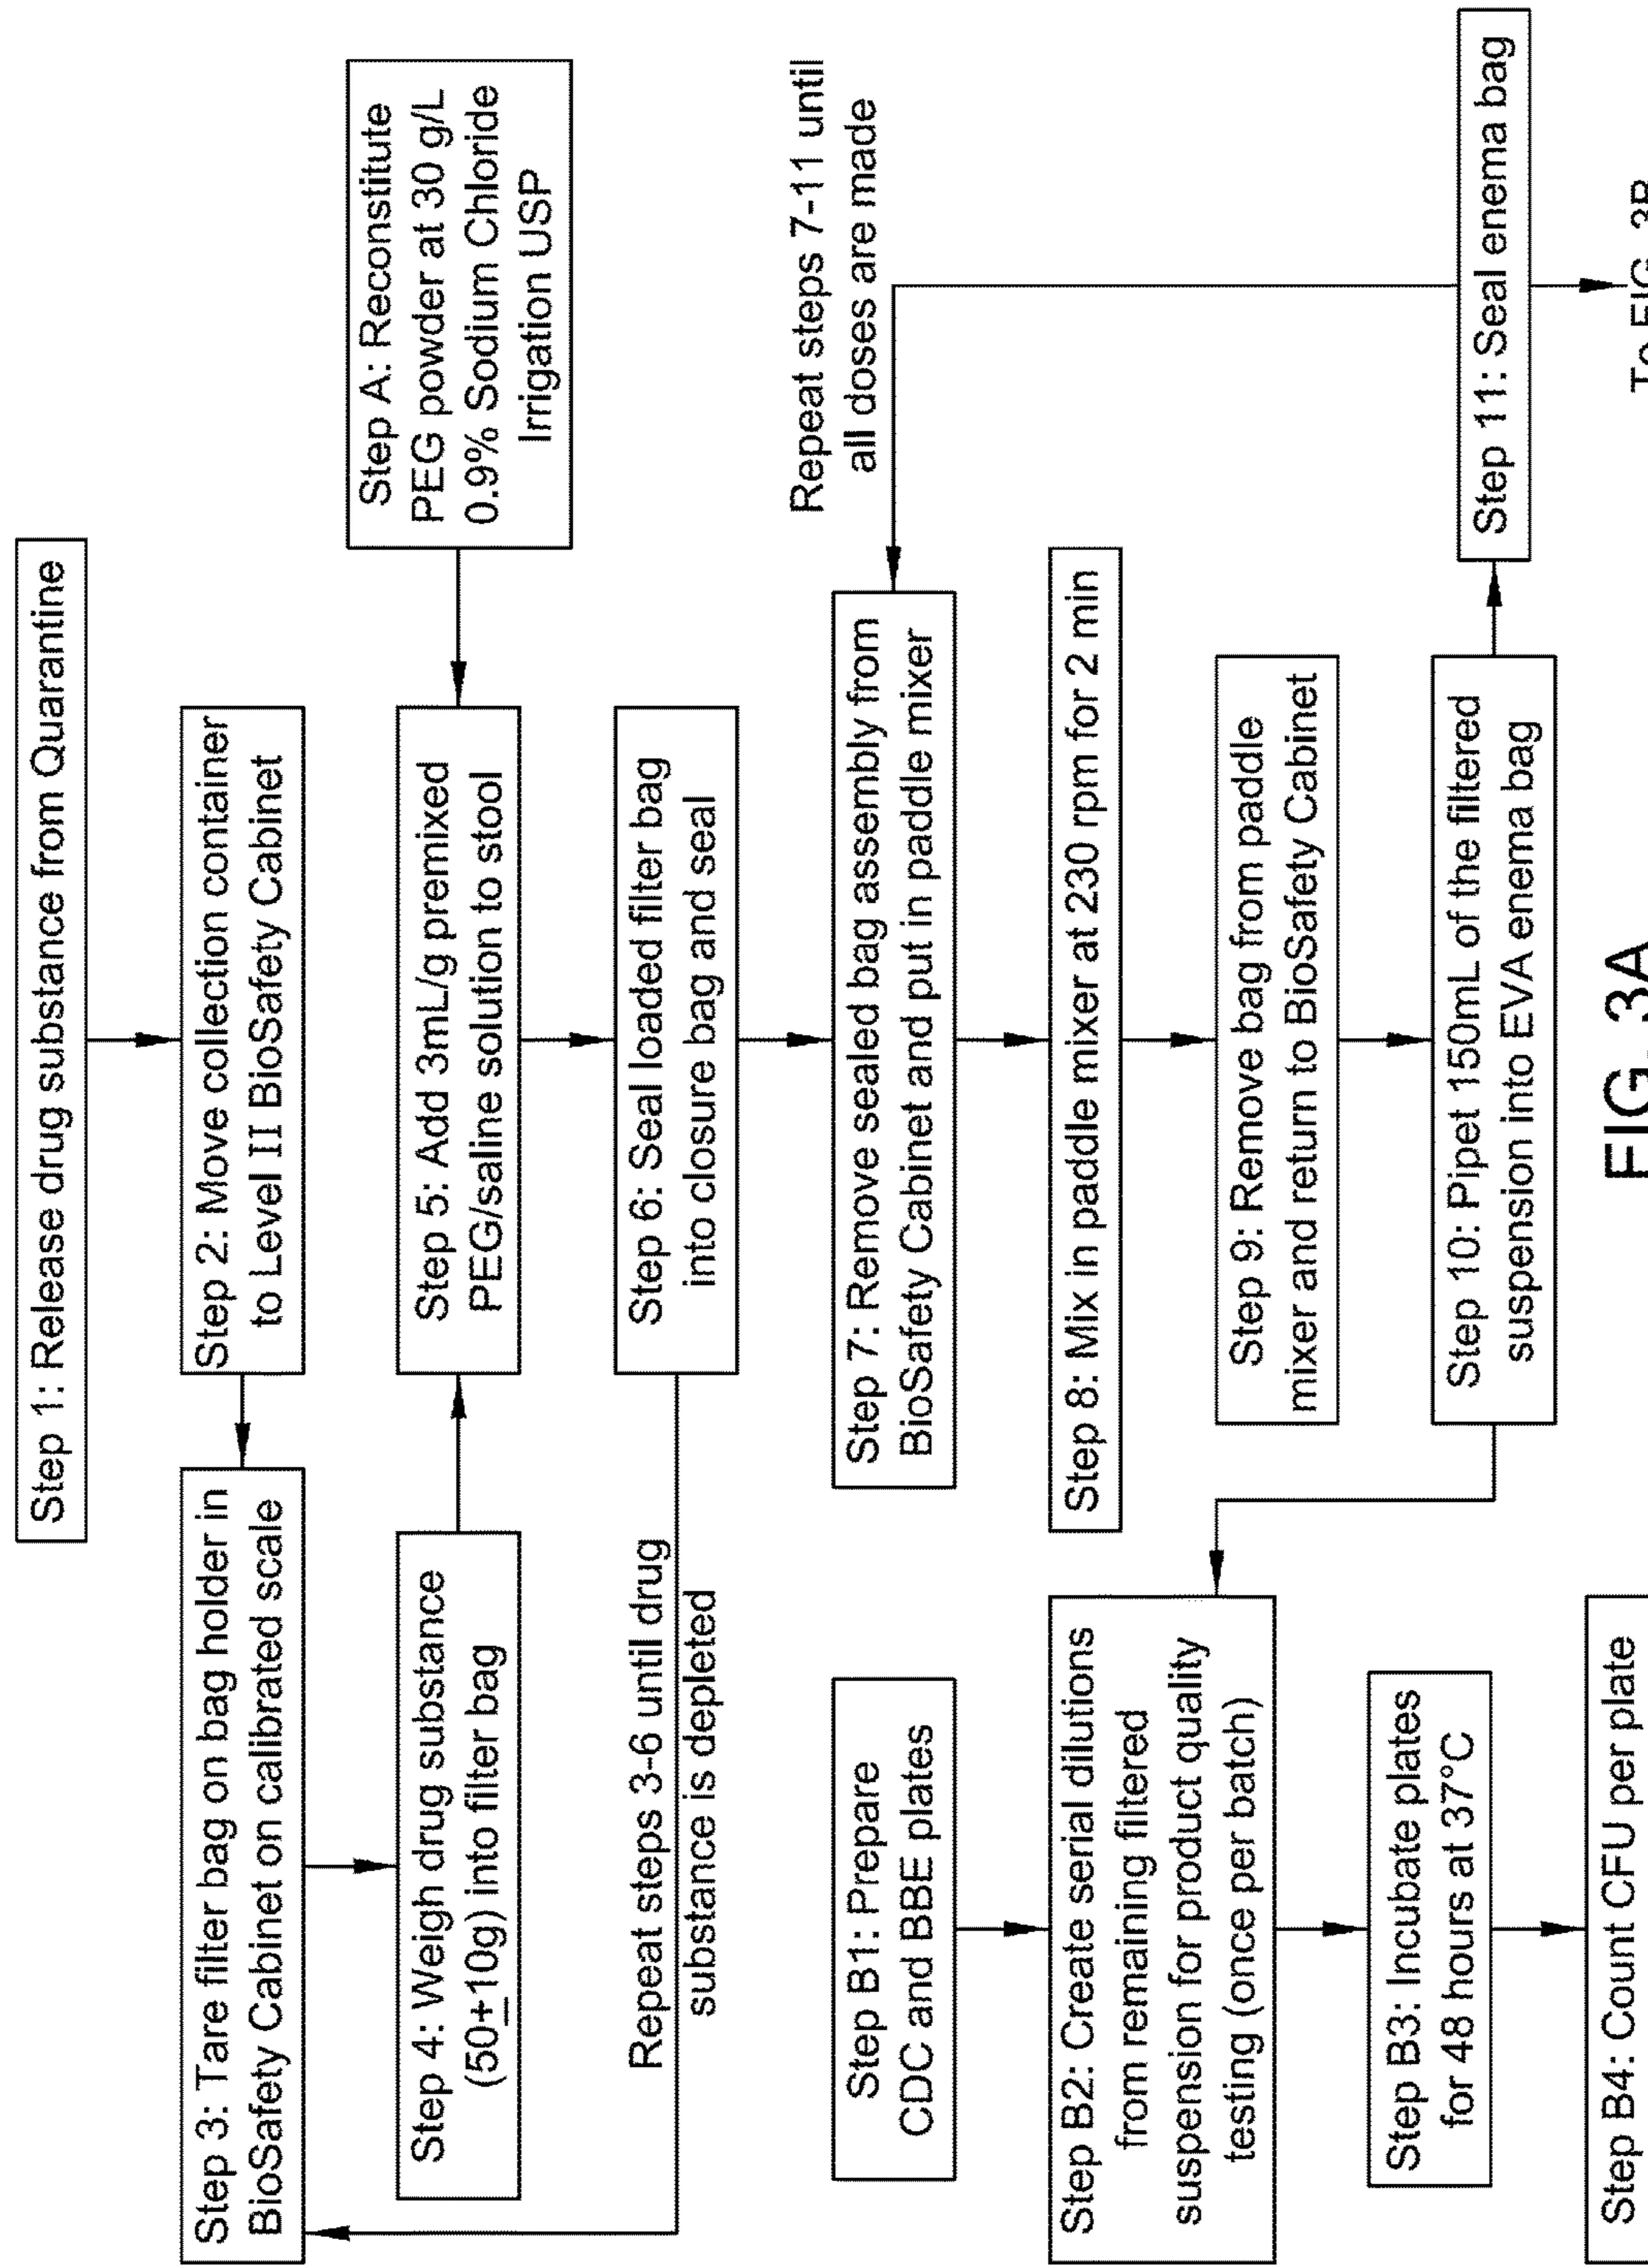 Step 1: Release drug substance from Quarantine
Step 2: Move collection container
to Level II BioSafety Cabinet
Step 3: Tare filter bag on bag holder in
BioSafety Cabinet on calibrated scale
Step 4: Weigh drug substance
(50±10g) into filter bag
Step 5: Add 3mL/g premixed
PEG/saline solution to stool
Step A: Reconstitute
PEG powder at 30 g/L
0.9% Sodium Chloride
Irrigation USP
Step 6: Seal loaded filter bag
into closure bag and seal
Repeat steps 3-6 until drug
substance is depleted
Step 7: Remove sealed bag assembly from
BioSafety Cabinet and put in paddle mixer
Repeat steps 7-11 until
all doses are made
Step 8: Mix in paddle mixer at 230 rpm for 2 min
Step 9: Remove bag from paddle
mixer and return to BioSafety Cabinet
Step 10: Pipet 150mL of the filtered
suspension into EVA enema bag
Step 11: Seal enema bag
To FIG. 3B
Step B1: Prepare
CDC and BBE plates
Step B2: Create serial dilutions
from remaining filtered
suspension for product quality
testing (once per batch)
Step B3: Incubate plates
for 48 hours at 37°C
Step B4: Count CFU per plate
FIG. 3A